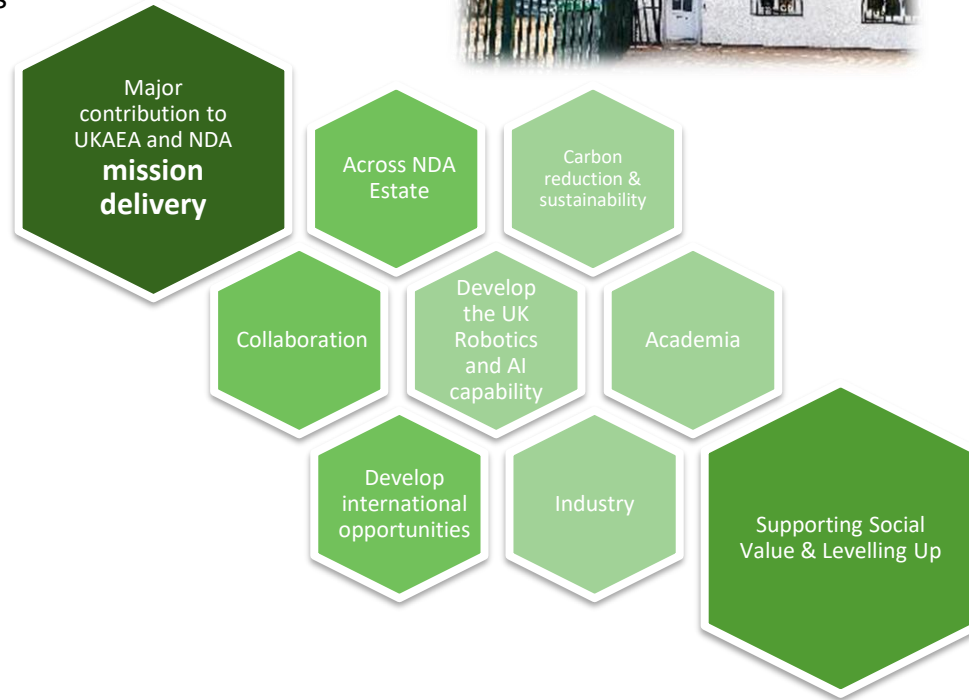 s
Major
contribution to
UKAEA and NDA
mission
delivery
Across NDA
Estate
Carbon
reduction &
sustainability
Collaboration
Develop
the UK
Robotics
and AI
capability
Academia
Develop
international
opportunities
Industry
Supporting Social
Value & Levelling Up